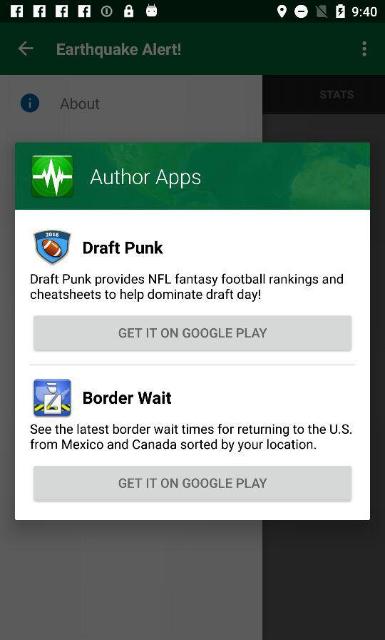 9:40
Earthquake Alert!
About
STATS
Author Apps
2016
Draft Punk
Draft Punk provides NFL fantasy football rankings and
cheatsheets to help dominate draft day!
GET IT ON GOOGLE PLAY
Border Wait
See the latest border wait times for returning to the U.S.
from Mexico and Canada sorted by your location.
GET IT ON GOOGLE PLAY